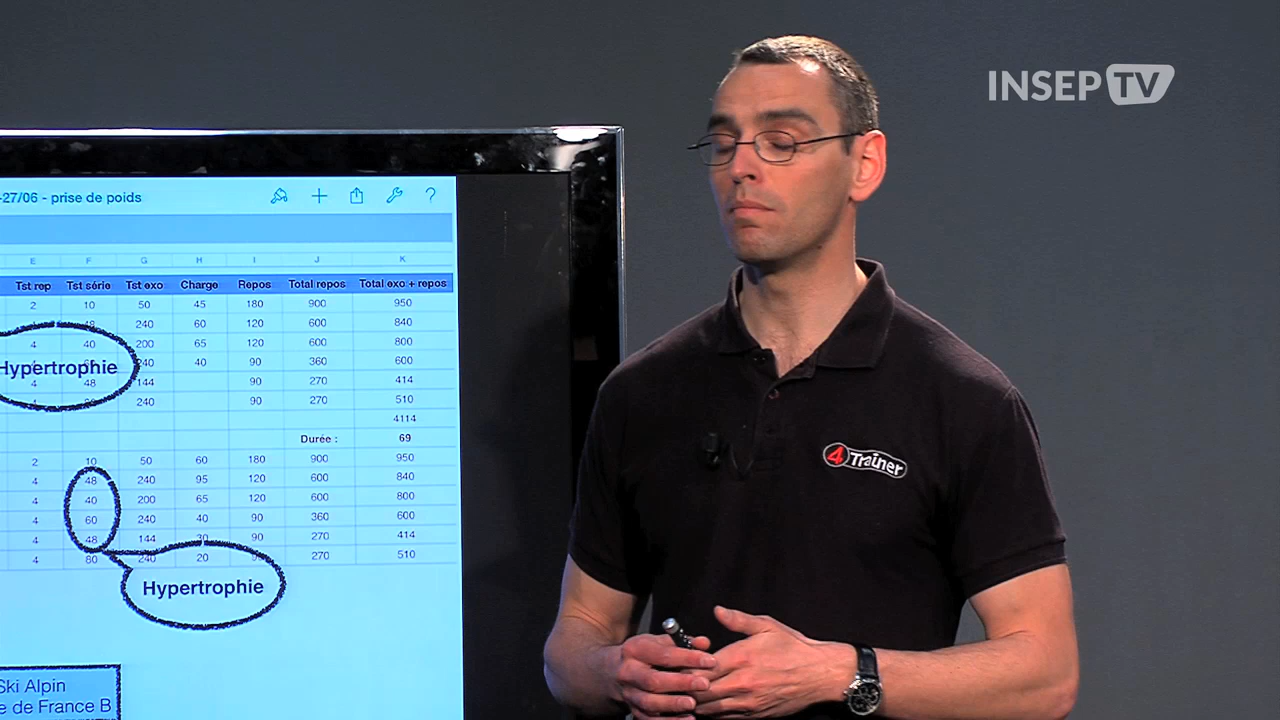 INSEP TV
-27/06 - prise de poids
E F G H I J K
Tst rep Tst série Tst exo Charge Repos Total repos Total exo + repos
2 10 50 45 180 900 950
240 60 120 600 840
4 40 200 65 120 600 800
240 40 90 360 600
Hypertrophie
4 48 144 90 270 414
240 90 270 510
4114
Durée : 69
2 10 50 60 180 900 950
4 48 240 95 120 600 840
4 40 200 65 120 600 800
4 60 240 40 90 360 600
4 48 144 30 90 270 414
4 80 240 20 270 510
Hypertrophie
Ski Alpin
e de France B
4 Trainer